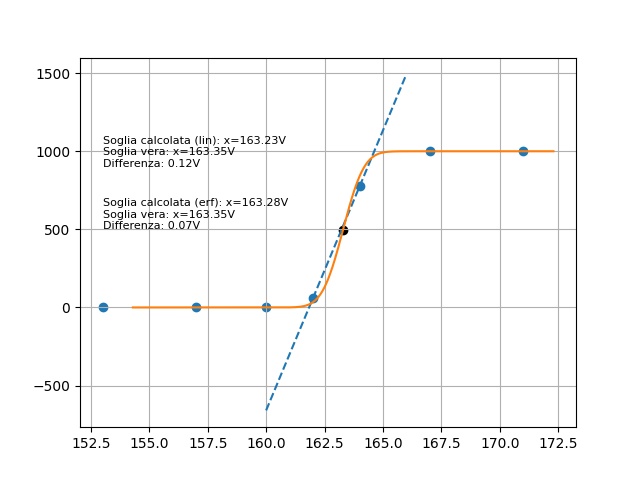 1500
1000
500
0
−500
Soglia calcolata (lin): x=163.23V
Soglia vera: x=163.35V
Differenza: 0.12V
Soglia calcolata (erf): x=163.28V
Soglia vera: x=163.35V
Differenza: 0.07V
152.5 155.0 157.5 160.0 162.5 165.0 167.5 170.0 172.5